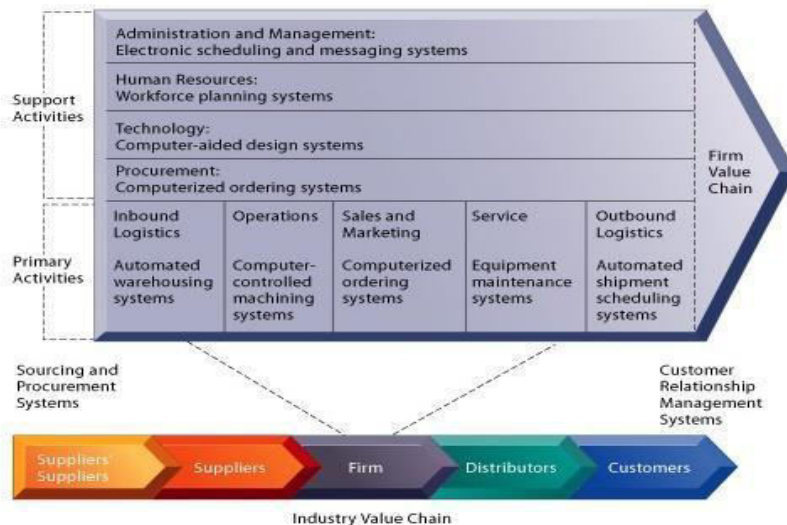 Administration and Management:
Electronic scheduling and messaging systems
Human Resources:
Workforce planning systems
Support
Activities
Technology:
Computer-aided design systems
Procurement:
Computerized ordering systems
Firm
Value
Chain
Primary
Activities
Inbound
Logistics
Automated
warehousing
systems
Operations
Computer-
controlled
machining
systems
Sales and
Marketing
Computerized
ordering
systems
Service
Equipment
maintenance
systems
Outbound
Logistics
Automated
shipment
scheduling
systems
Sourcing and
Procurement
Systems
Customer
Relationship
Management
Systems
Suppliers'
Suppliers
Suppliers
Firm
Distributors
Customers
Industry Value Chain